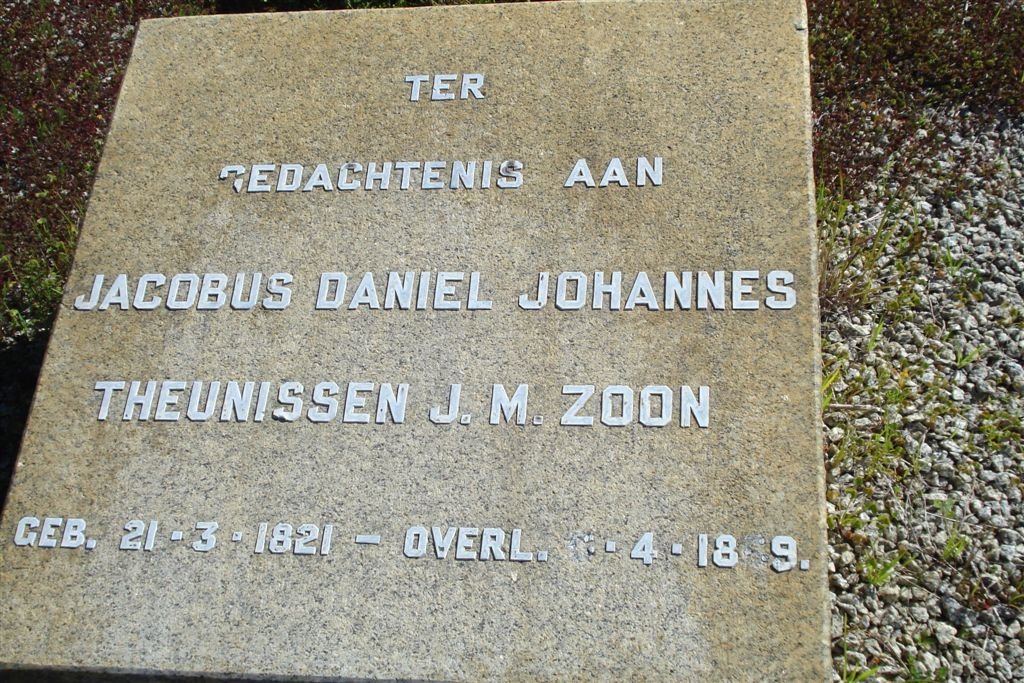 TER
GEDACHTENIS AAN
JACOBUS DANIEL JOHANNES
THEUNISSEN J. M. ZOON
GEB. 21 - 3 - 1821 - OVERL. - 4 -